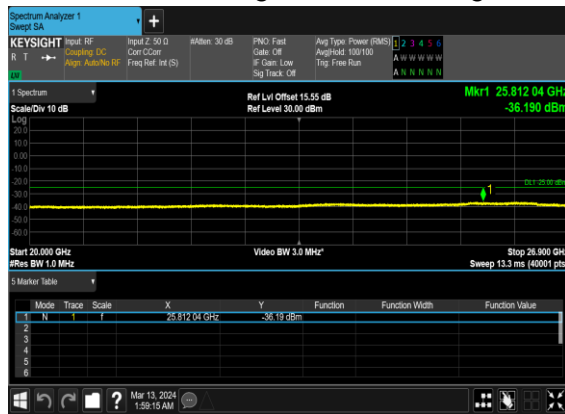 Spectrum Analyzer 1
Swept SA
+
KEYSIGHT Input: RF Input Z: 50 Ω #Atten: 30 dB PNO: Fast Avg Type: Power (RMS) 1 2 3 4 5 6
R T Coupling: DC Corr CCorr Gate: Off Avg|Hold: 100/100 A W W W W W
Align: Auto/No RF Freq Ref: Int (S) IF Gain: Low Trig: Free Run
LW Sig Track: Off A N N N N N
1 Spectrum Ref Lvl Offset 15.55 dB Mkr1 25.812 04 GHz
Scale/Div 10 dB Ref Level 30.00 dBm -36.190 dBm
Log
20.0
10.0
0.00
-10.0
-20.0
DL1 -25.00 dBm
1
-30.0
-40.0
-50.0
-60.0
Start 20.000 GHz Video BW 3.0 MHz* Stop 26.900 GHz
#Res BW 1.0 MHz Sweep 13.3 ms (40001 pts
5 Marker Table
Mode Trace Scale X Y Function Function Width Function Value
1 N 1 f 25.812 04 GHz -36.19 dBm
2
3
4
5
6
? Mar 13, 2024
1:59:15 AM